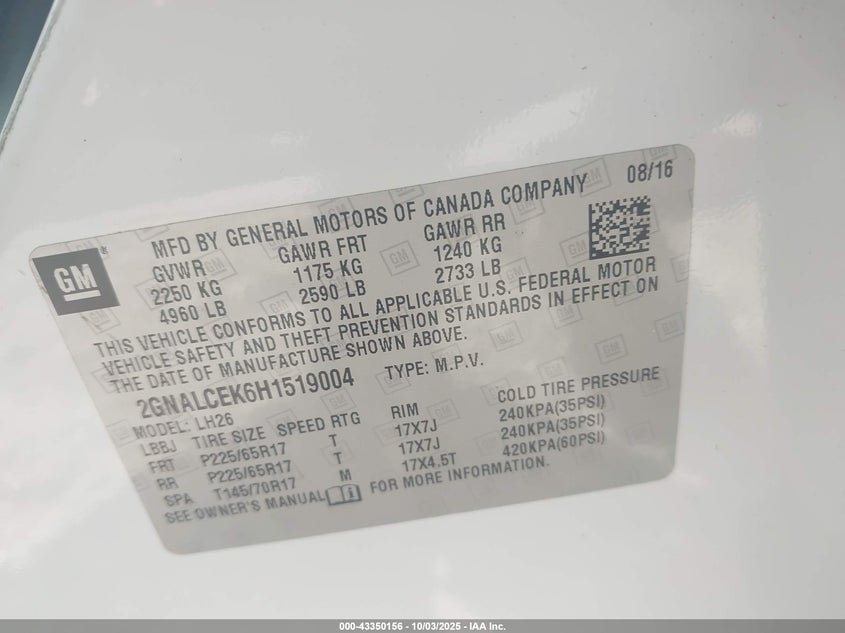 08/16
GM®
MFD BY GENERAL MOTORS OF CANADA COMPANY
GVWR GAWR FRT GAWR RR
2250 KG 1175 KG 1240 KG
4960 LB 2590 LB 2733 LB
THIS VEHICLE CONFORMS TO ALL APPLICABLE U.S. FEDERAL MOTOR
VEHICLE SAFETY AND THEFT PREVENTION STANDARDS IN EFFECT ON
THE DATE OF MANUFACTURE SHOWN ABOVE.
2GNALCEK6H1519004 TYPE: M.P.V.
MODEL: LH26
LBBJ TIRE SIZE SPEED RTG RIM COLD TIRE PRESSURE
FRT P225/65R17 T 17X7J 240KPA(35PSI)
RR P225/65R17 T 17X7J 240KPA(35PSI)
SPA T145/70R17 M 17X4.5T 420KPA(60PSI)
SEE OWNER'S MANUAL FOR MORE INFORMATION.
000-43350156 - 10/03/2025 - IAA Inc.